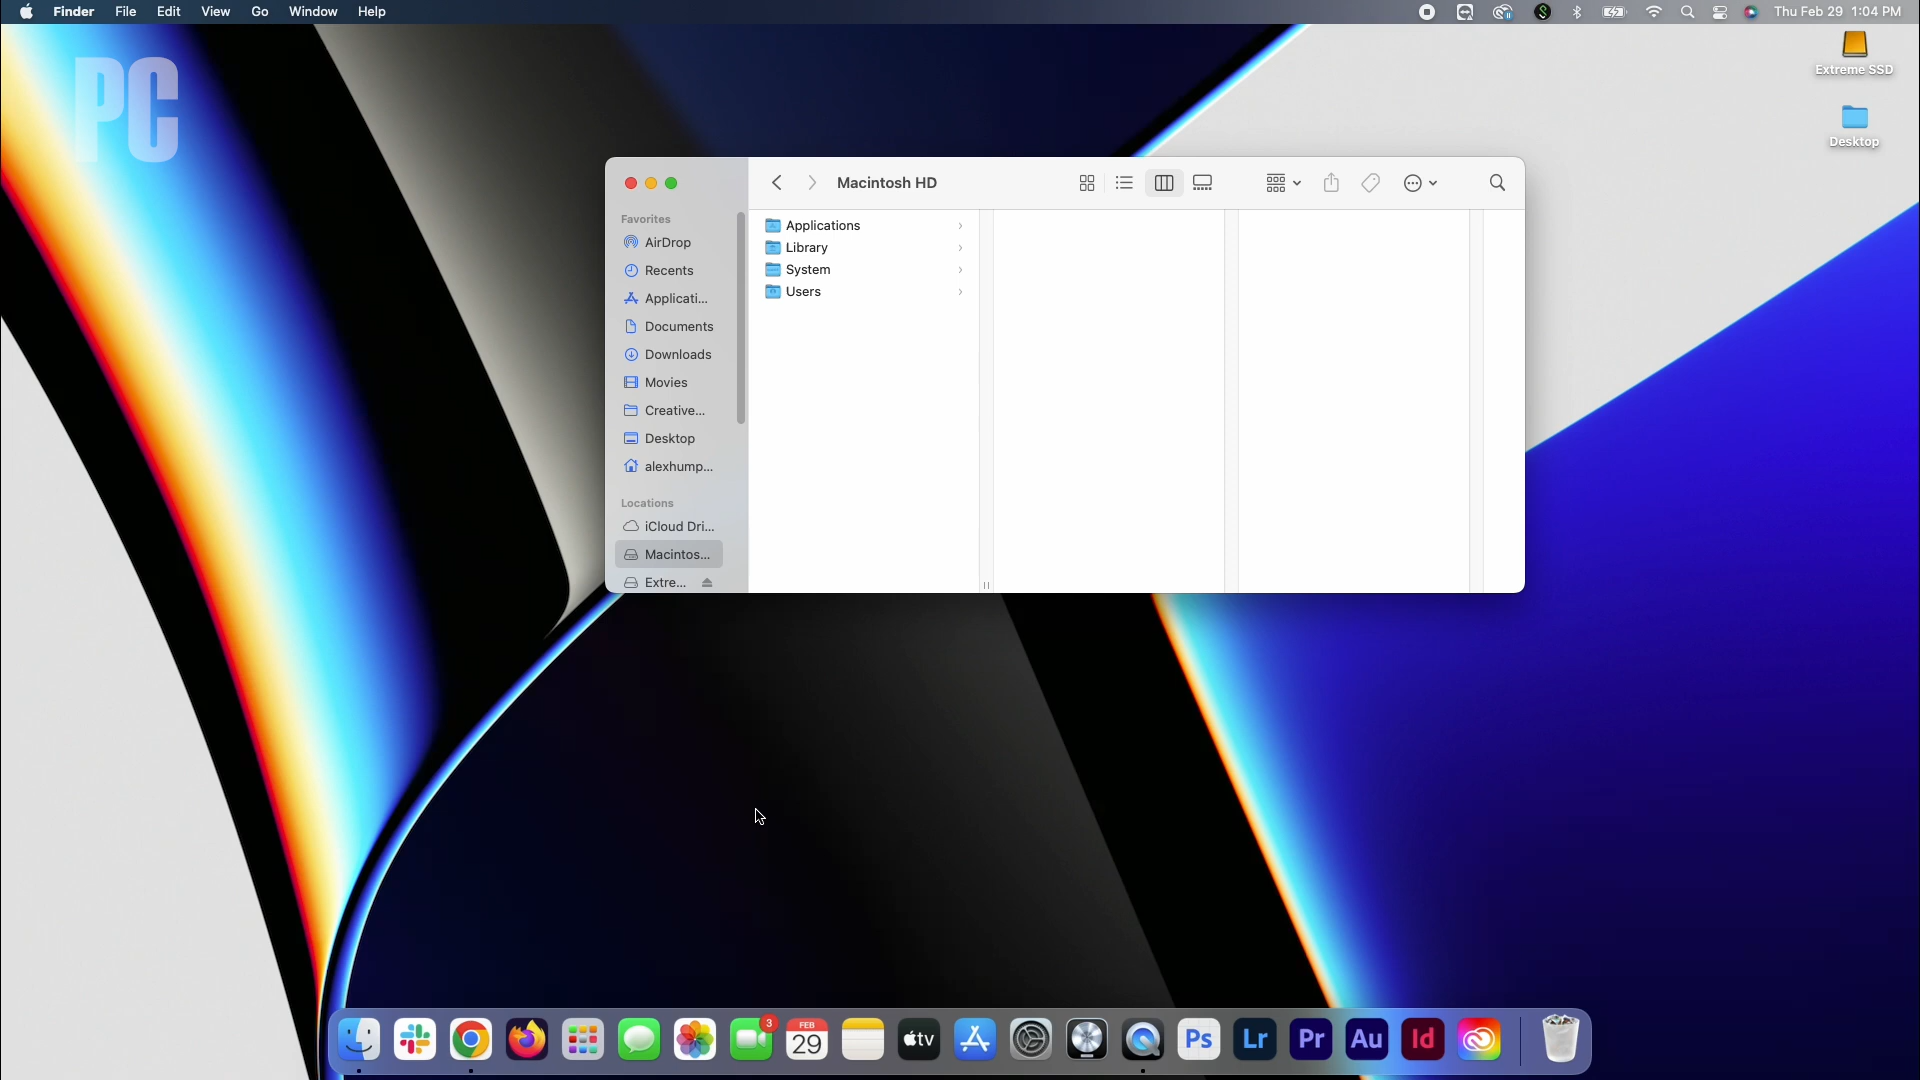 Finder File Edit View Go Window Help
Thu Feb 29 1:04 PM
PC
Extreme SSD
Desktop
Macintosh HD
Favorites
AirDrop
Recents
Applicati...
Documents
Downloads
Movies
Creative...
Desktop
alexhump...
Locations
iCloud Dri...
Macintos...
Extre...
Applications
Library
System
Users
3
FEB
29
tv
Ps
Lr
Pr
Au
Id